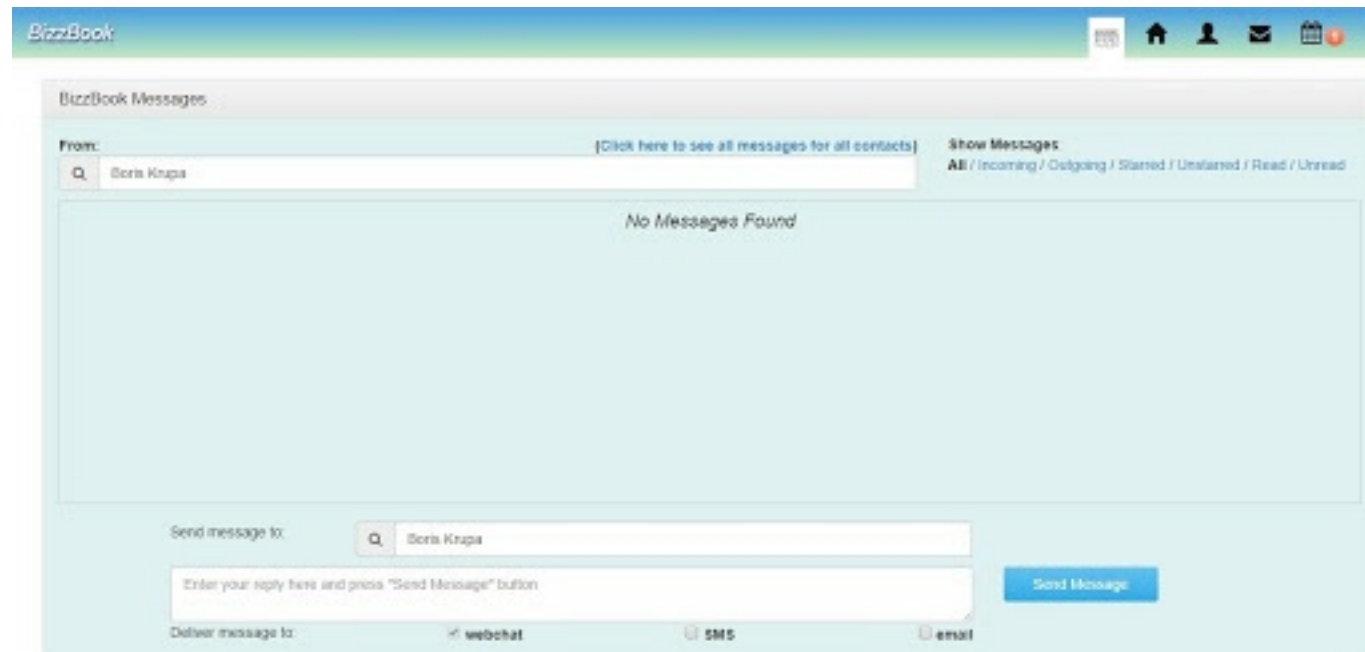 BizzBook
BizzBook Messages
From:
(Click here to see all messages for all contacts)
Show Messages
All / Incoming / Outgoing / Starred / Unstarred / Read / Unread
Boris Krupa
No Messages Found
Send message to:
Boris Krupa
Enter your reply here and press "Send Message" button
Send Message
Deliver message to:
webchat
SMS
email